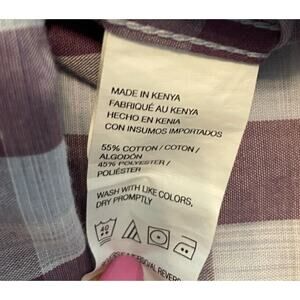 MADE IN KENYA
FABRIQUÉ AU KENYA
HECHO EN KENIA
CON INSUMOS IMPORTADOS
55% COTTON / COTON /
ALGODÓN
45% POLYESTER /
POLIÉSTER
WASH WITH LIKE COLORS,
DRY PROMPTLY
40
REVERS